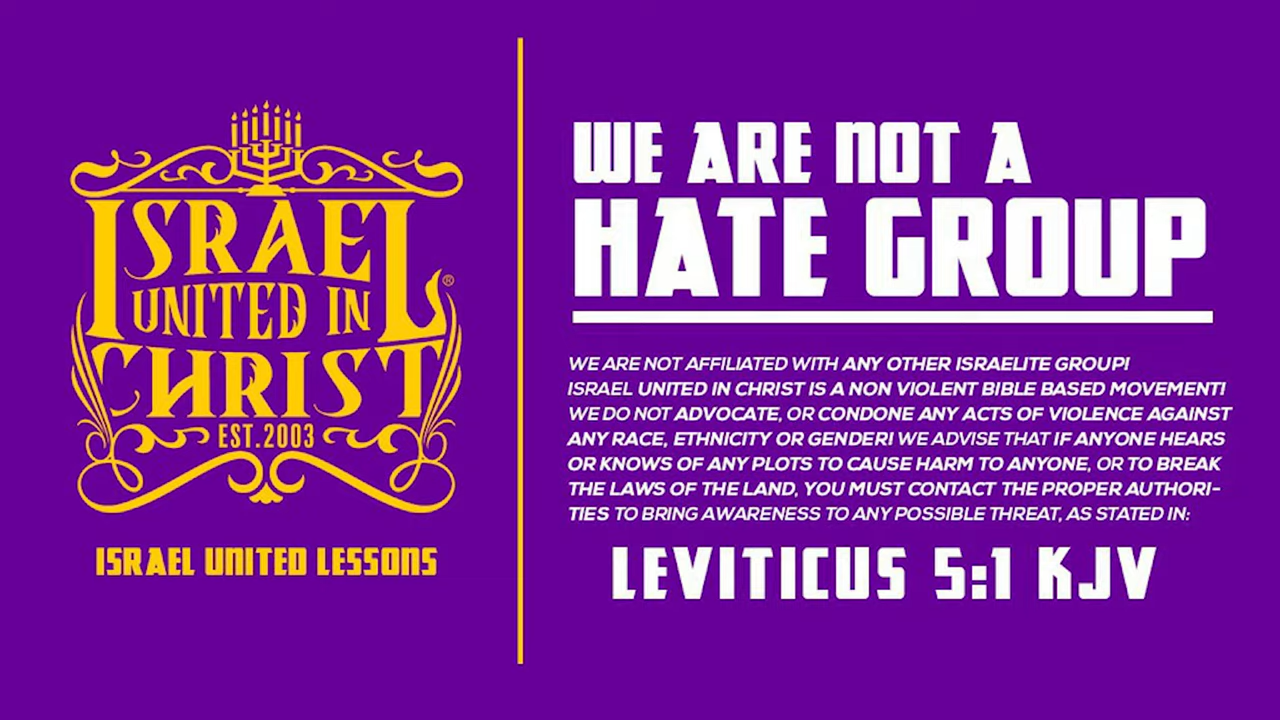 ISRAEL
UNITED IN
CHRIST
®
EST.2003
ISRAEL UNITED LESSONS
WE ARE NOT A
HATE GROUP
WE ARE NOT AFFILIATED WITH ANY OTHER ISRAELITE GROUP!
ISRAEL UNITED IN CHRIST IS A NON VIOLENT BIBLE BASED MOVEMENT!
WE DO NOT ADVOCATE, OR CONDONE ANY ACTS OF VIOLENCE AGAINST
ANY RACE, ETHNICITY OR GENDER! WE ADVISE THAT IF ANYONE HEARS
OR KNOWS OF ANY PLOTS TO CAUSE HARM TO ANYONE, OR TO BREAK
THE LAWS OF THE LAND, YOU MUST CONTACT THE PROPER AUTHORI-
TIES TO BRING AWARENESS TO ANY POSSIBLE THREAT, AS STATED IN:
LEVITICUS 5:1 KJV